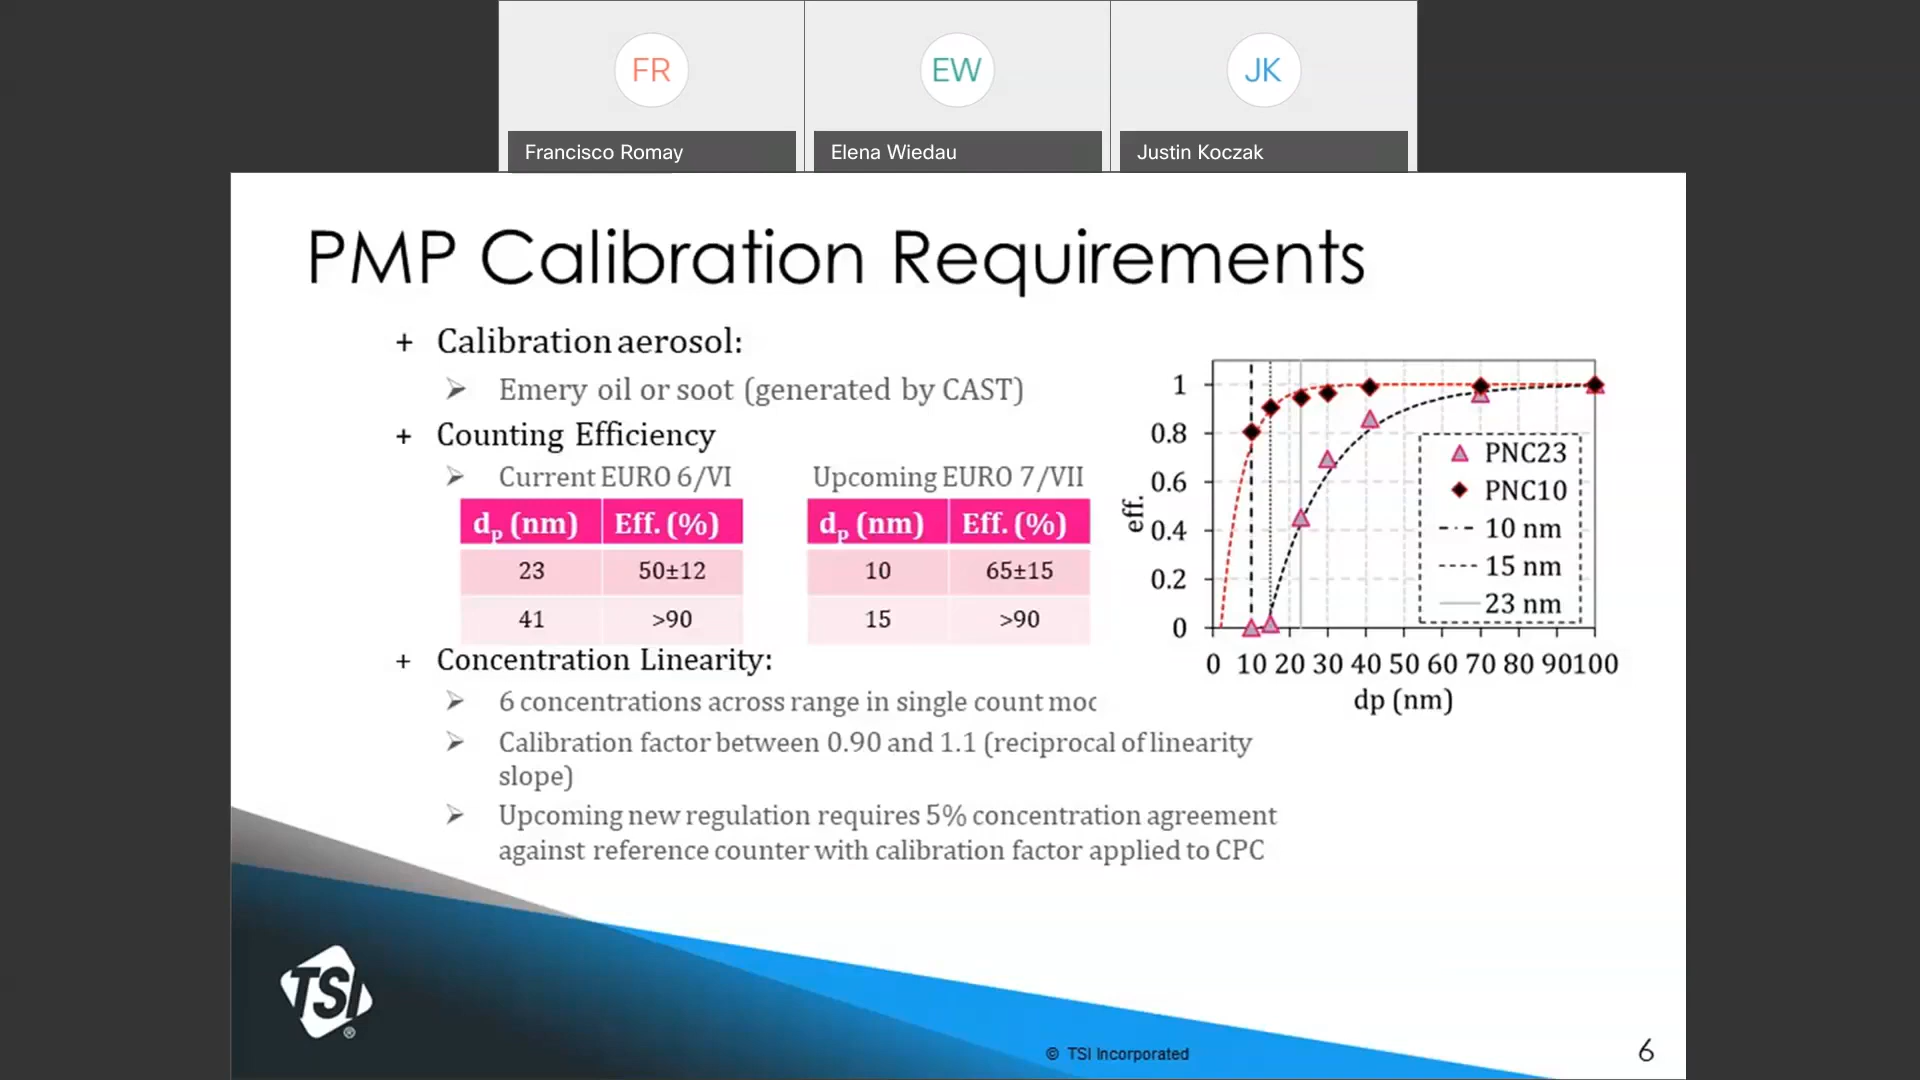 FR
EW
JK
Francisco Romay
Elena Wiedau
Justin Koczak
PMP Calibration Requirements
+ Calibration aerosol:
➢ Emery oil or soot (generated by CAST)
+ Counting Efficiency
➢ Current EURO 6/VI
Upcoming EURO 7/VII
dp (nm) Eff. (%)
23 50±12
41 >90
dp (nm) Eff. (%)
10 65±15
15 >90
+ Concentration Linearity:
➢ 6 concentrations across range in single count moc
➢ Calibration factor between 0.90 and 1.1 (reciprocal of linearity
slope)
➢ Upcoming new regulation requires 5% concentration agreement
against reference counter with calibration factor applied to CPC
eff.
1
0.8
0.6
0.4
0.2
0
PNC23
PNC10
10 nm
15 nm
23 nm
0 10 20 30 40 50 60 70 80 90 100
dp (nm)
TSI ®
© TSI Incorporated
6